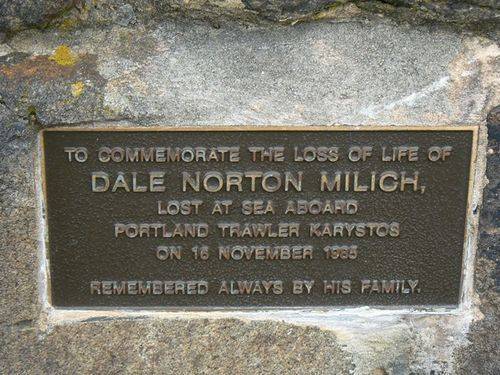 TO COMMEMORATE THE LOSS OF LIFE OF
DALE NORTON MILICH,
LOST AT SEA ABOARD
PORTLAND TRAWLER KARYSTOS
ON 16 NOVEMBER 1985
REMEMBERED ALWAYS BY HIS FAMILY.